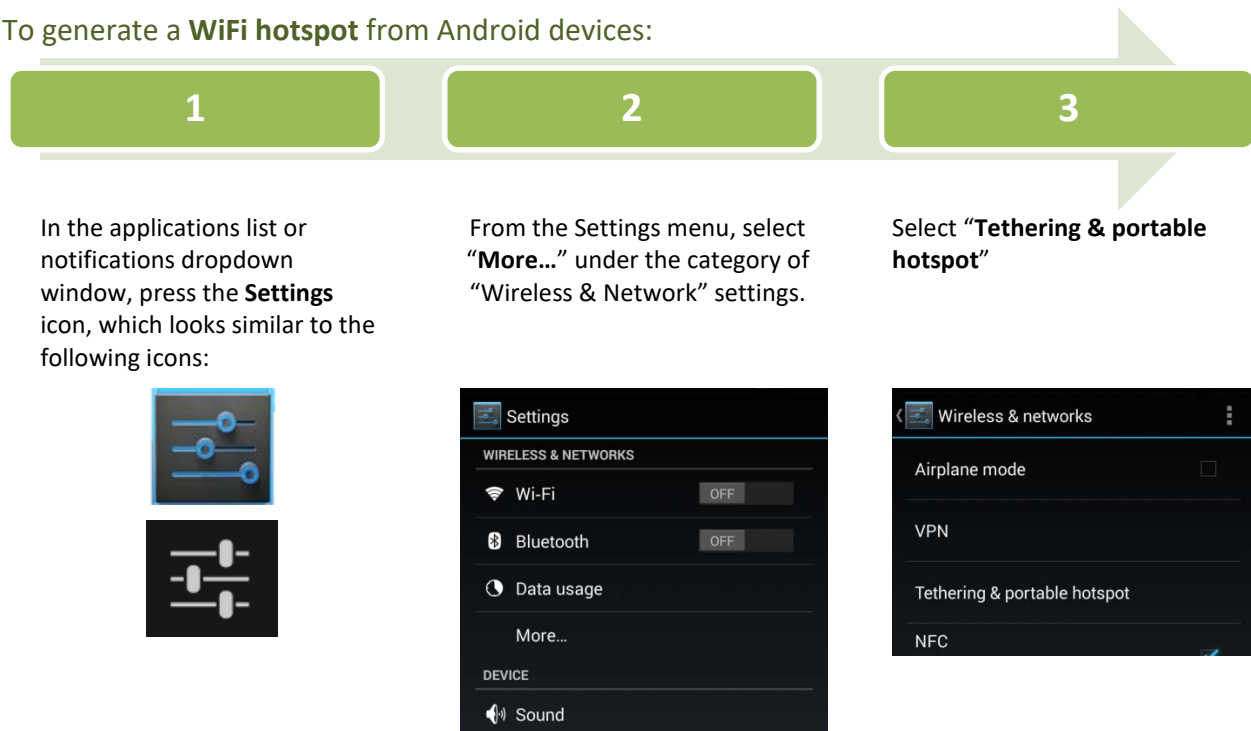 To generate a WiFi hotspot from Android devices:
1
2
3
In the applications list or
notifications dropdown
window, press the Settings
icon, which looks similar to the
following icons:
From the Settings menu, select
“More…” under the category of
“Wireless & Network” settings.
Select “Tethering & portable
hotspot”
Settings
WIRELESS & NETWORKS
Wi-Fi OFF
Bluetooth OFF
Data usage
More…
DEVICE
Sound
Wireless & networks
Airplane mode
VPN
Tethering & portable hotspot
NFC